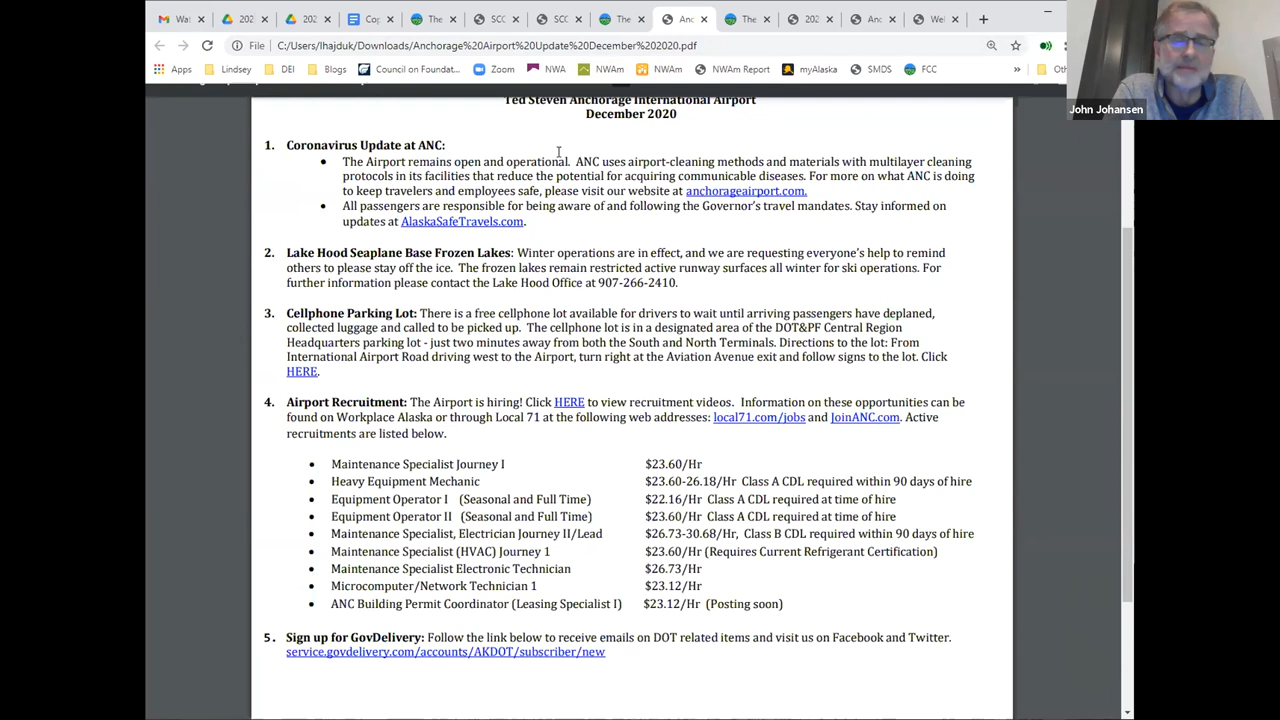 Wat
202
202
Cop
The
SCC
SCC
The
Anc
The
202
Anc
Wel
File C:/Users/lhajduk/Downloads/Anchorage%20Airport%20Update%20December%202020.pdf
Apps Lindsey DEI Blogs Council on Foundat... Zoom NWA NWAm NWAm NWAm Report myAlaska SMDS FCC » Ot
John Johansen
Ted Steven Anchorage International Airport
December 2020
1. Coronavirus Update at ANC:
• The Airport remains open and operational. ANC uses airport-cleaning methods and materials with multilayer cleaning
protocols in its facilities that reduce the potential for acquiring communicable diseases. For more on what ANC is doing
to keep travelers and employees safe, please visit our website at anchorageairport.com.
• All passengers are responsible for being aware of and following the Governor's travel mandates. Stay informed on
updates at AlaskaSafeTravels.com.
2. Lake Hood Seaplane Base Frozen Lakes: Winter operations are in effect, and we are requesting everyone's help to remind
others to please stay off the ice. The frozen lakes remain restricted active runway surfaces all winter for ski operations. For
further information please contact the Lake Hood Office at 907-266-2410.
3. Cellphone Parking Lot: There is a free cellphone lot available for drivers to wait until arriving passengers have deplaned,
collected luggage and called to be picked up. The cellphone lot is in a designated area of the DOT&PF Central Region
Headquarters parking lot - just two minutes away from both the South and North Terminals. Directions to the lot: From
International Airport Road driving west to the Airport, turn right at the Aviation Avenue exit and follow signs to the lot. Click
HERE.
4. Airport Recruitment: The Airport is hiring! Click HERE to view recruitment videos. Information on these opportunities can be
found on Workplace Alaska or through Local 71 at the following web addresses: local71.com/jobs and JoinANC.com. Active
recruitments are listed below.
• Maintenance Specialist Journey I $23.60/Hr
• Heavy Equipment Mechanic $23.60-26.18/Hr Class A CDL required within 90 days of hire
• Equipment Operator I (Seasonal and Full Time) $22.16/Hr Class A CDL required at time of hire
• Equipment Operator II (Seasonal and Full Time) $23.60/Hr Class A CDL required at time of hire
• Maintenance Specialist, Electrician Journey II/Lead $26.73-30.68/Hr, Class B CDL required within 90 days of hire
• Maintenance Specialist (HVAC) Journey 1 $23.60/Hr (Requires Current Refrigerant Certification)
• Maintenance Specialist Electronic Technician $26.73/Hr
• Microcomputer/Network Technician 1 $23.12/Hr
• ANC Building Permit Coordinator (Leasing Specialist I) $23.12/Hr (Posting soon)
5. Sign up for GovDelivery: Follow the link below to receive emails on DOT related items and visit us on Facebook and Twitter.
service.govdelivery.com/accounts/AKDOT/subscriber/new